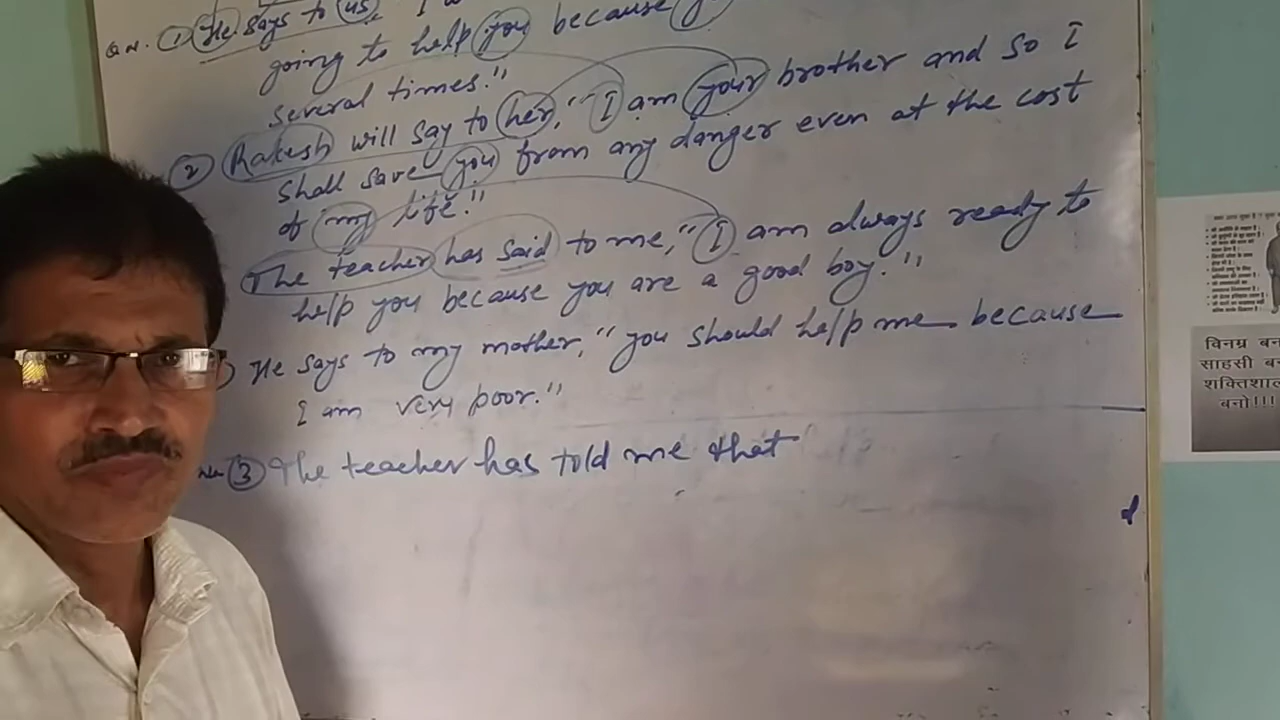 Q.N. (1) He says to us, I
going to help you because
several times."
(2) Rakesh will say to her, "I am your brother and so I
shall save you from any danger even at the cost
of my life."
The teacher has said to me, "I am always ready to
help you because you are a good boy."
) He says to my mother, "you should help me because
I am very poor."
(3) The teacher has told me that
विनम्र बन
साहसी ब
शक्तिशाल
बनो!!!